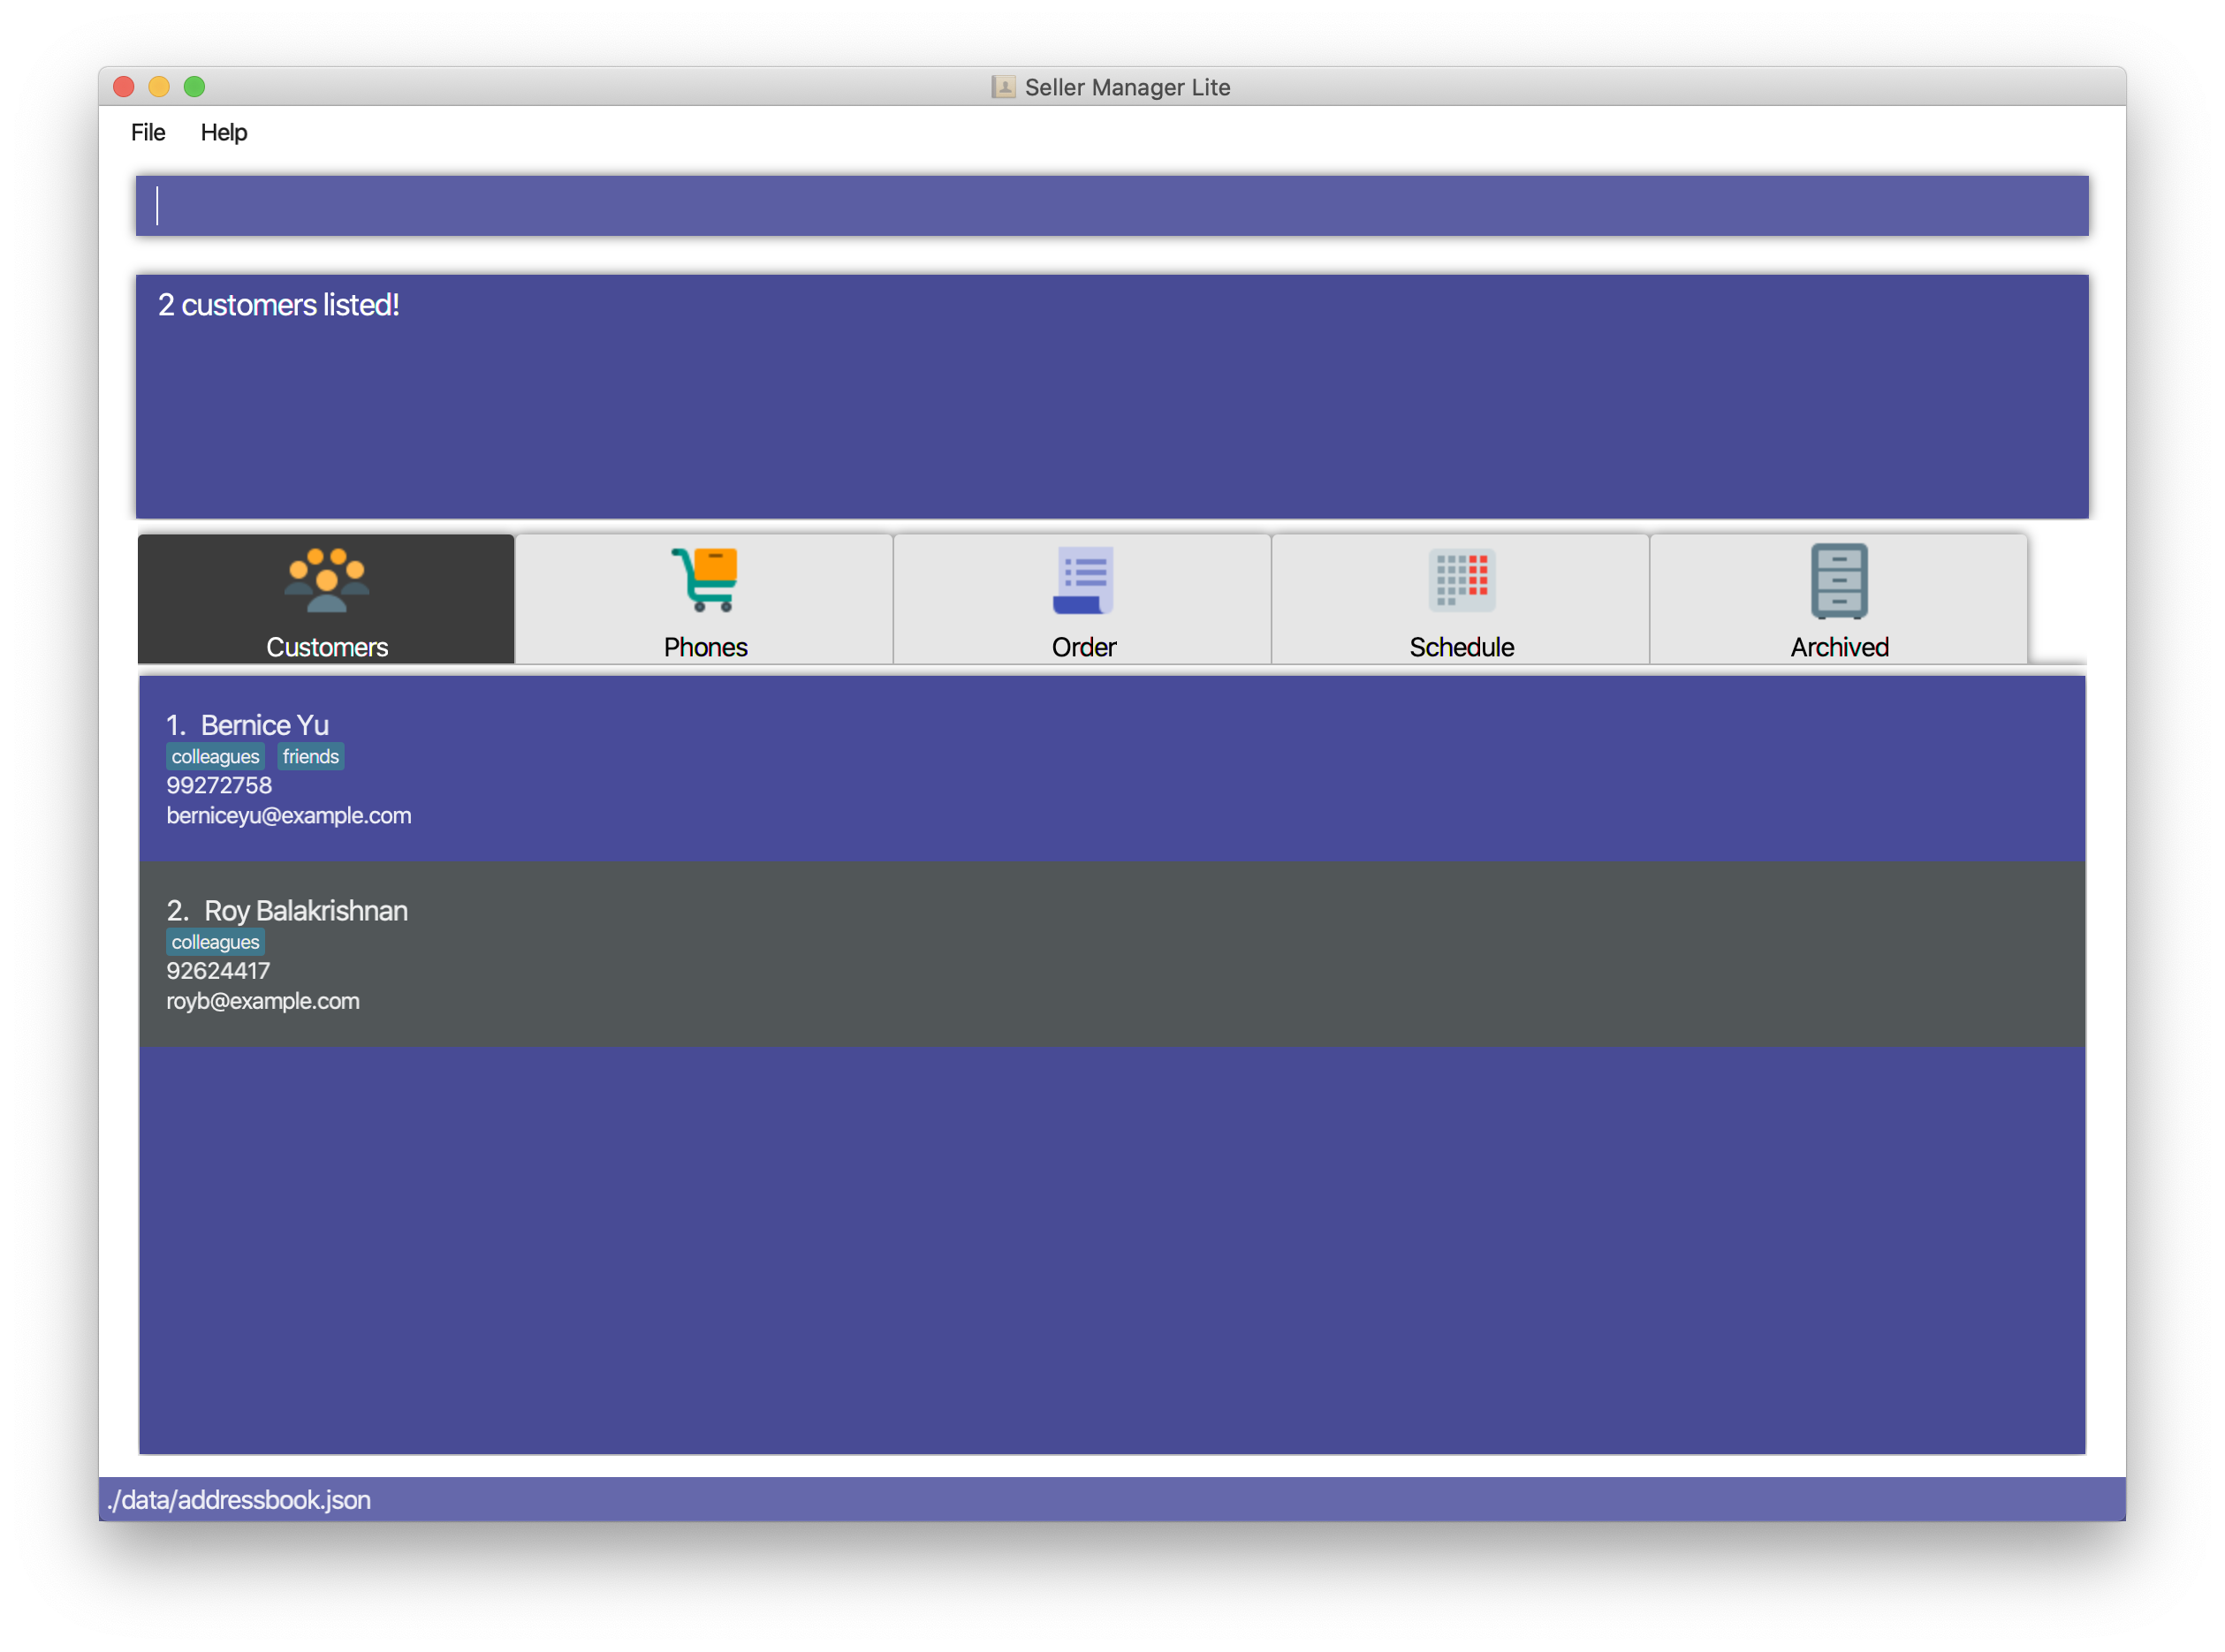 Seller Manager Lite
File Help
2 customers listed!
Customers Phones Order Schedule Archived
1. Bernice Yu
colleagues friends
99272758
berniceyu@example.com
2. Roy Balakrishnan
colleagues
92624417
royb@example.com
./data/addressbook.json